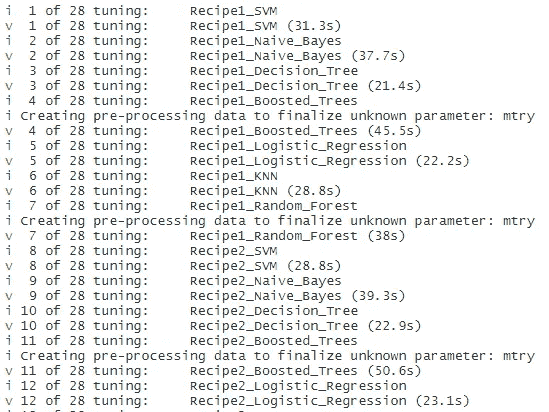 i  1 of 28 tuning:     Recipe1_SVM
v  1 of 28 tuning:     Recipe1_SVM (31.3s)
i  2 of 28 tuning:     Recipe1_Naive_Bayes
v  2 of 28 tuning:     Recipe1_Naive_Bayes (37.7s)
i  3 of 28 tuning:     Recipe1_Decision_Tree
v  3 of 28 tuning:     Recipe1_Decision_Tree (21.4s)
i  4 of 28 tuning:     Recipe1_Boosted_Trees
i Creating pre-processing data to finalize unknown parameter: mtry
v  4 of 28 tuning:     Recipe1_Boosted_Trees (45.5s)
i  5 of 28 tuning:     Recipe1_Logistic_Regression
v  5 of 28 tuning:     Recipe1_Logistic_Regression (22.2s)
i  6 of 28 tuning:     Recipe1_KNN
v  6 of 28 tuning:     Recipe1_KNN (28.8s)
i  7 of 28 tuning:     Recipe1_Random_Forest
i Creating pre-processing data to finalize unknown parameter: mtry
v  7 of 28 tuning:     Recipe1_Random_Forest (38s)
i  8 of 28 tuning:     Recipe2_SVM
v  8 of 28 tuning:     Recipe2_SVM (28.8s)
i  9 of 28 tuning:     Recipe2_Naive_Bayes
v  9 of 28 tuning:     Recipe2_Naive_Bayes (39.3s)
i 10 of 28 tuning:     Recipe2_Decision_Tree
v 10 of 28 tuning:     Recipe2_Decision_Tree (22.9s)
i 11 of 28 tuning:     Recipe2_Boosted_Trees
i Creating pre-processing data to finalize unknown parameter: mtry
v 11 of 28 tuning:     Recipe2_Boosted_Trees (50.6s)
i 12 of 28 tuning:     Recipe2_Logistic_Regression
v 12 of 28 tuning:     Recipe2_Logistic_Regression (23.1s)